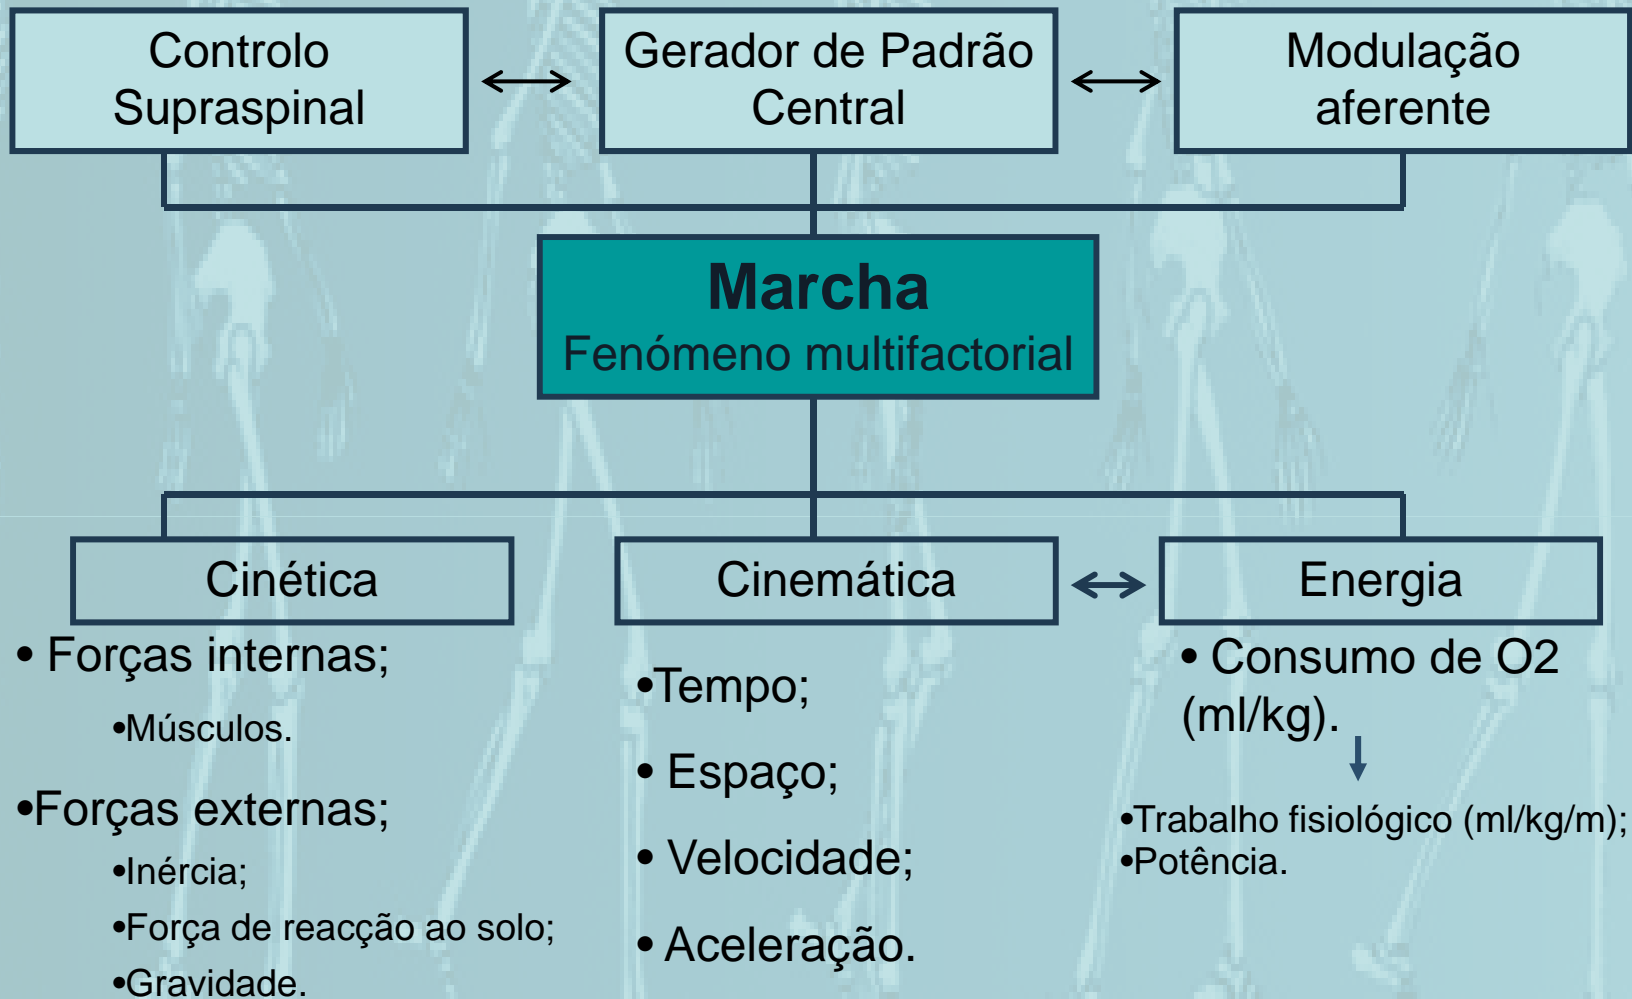 Controlo
Supraspinal
Gerador de Padrão
Central
Modulação
aferente
Marcha
Fenómeno multifactorial
Cinética
• Forças internas;
•Músculos.
•Forças externas;
•Inércia;
•Força de reacção ao solo;
•Gravidade.
Cinemática
•Tempo;
• Espaço;
• Velocidade;
• Aceleração.
Energia
• Consumo de O2
(ml/kg).
•Trabalho fisiológico (ml/kg/m);
•Potência.